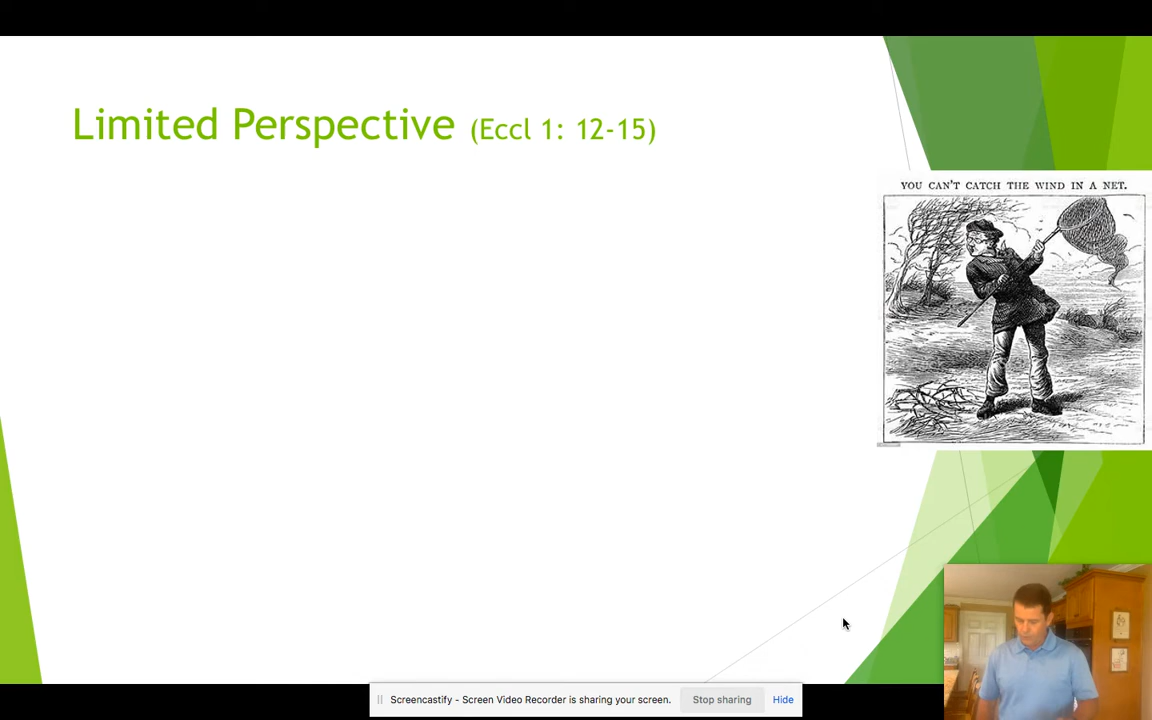 Limited Perspective (Eccl 1: 12-15)
YOU CAN'T CATCH THE WIND IN A NET.
Screencastify - Screen Video Recorder is sharing your screen. Stop sharing Hide